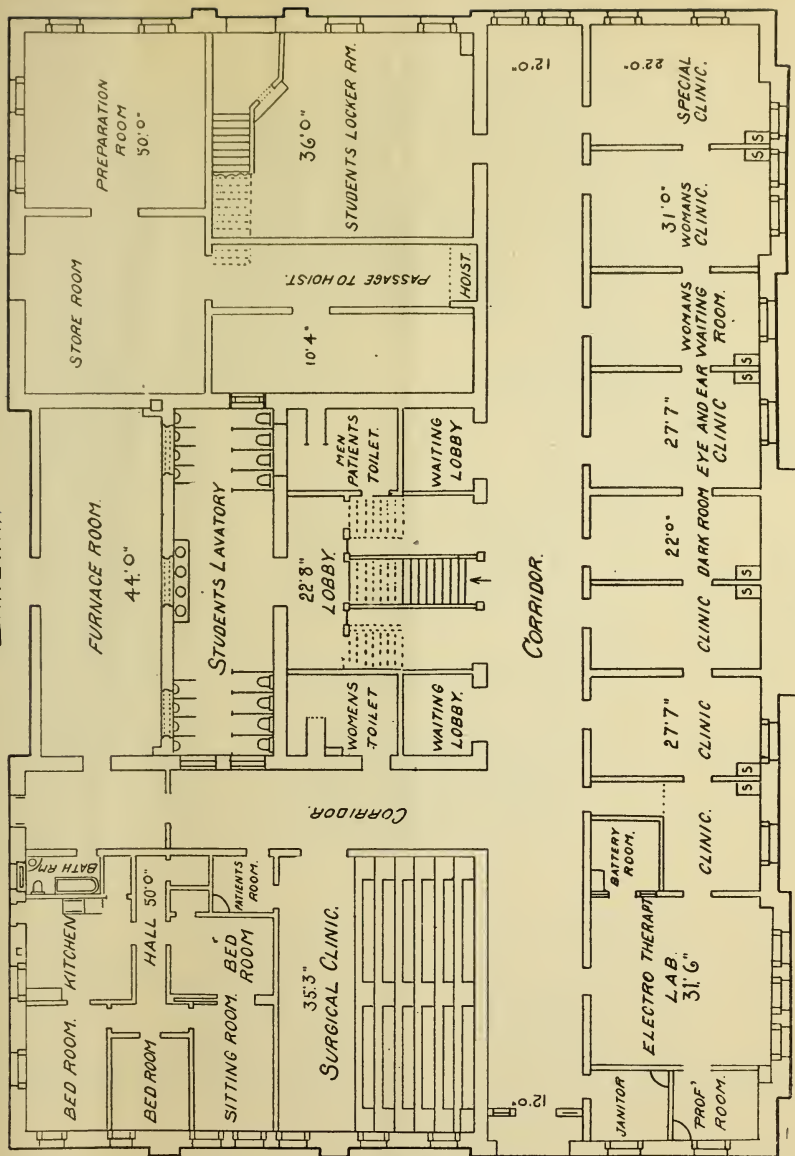 PREPARATION
ROOM
50'.0"
STORE ROOM
36'0"
STUDENTS LOCKER RM.
PASSAGE TO HOIST.
HOIST.
10'4"
FURNACE ROOM.
44'.0"
STUDENTS LAVATORY
MEN
PATIENTS
TOILET.
WAITING
LOBBY
22'8"
LOBBY.
WOMENS
TOILET
WAITING
LOBBY.
CORRIDOR.
12'.0"
CORRIDOR.
BATH RM
KITCHEN
HALL 50'0"
PATIENTS
ROOM.
BED
ROOM
BED ROOM.
BED ROOM
SITTING ROOM.
35'.3"
SURGICAL CLINIC.
12'.0"
22'.0"
SPECIAL
CLINIC.
31'0"
WOMANS
CLINIC.
WOMANS
WAITING
ROOM.
27'7"
EYE AND EAR
CLINIC
22'0"
DARK ROOM
CLINIC
27'7"
CLINIC
CLINIC.
BATTERY
ROOM.
ELECTRO THERAPT
LAB.
31'.6"
JANITOR
PROF'
ROOM.
S
S
S
S
S
S
S
S